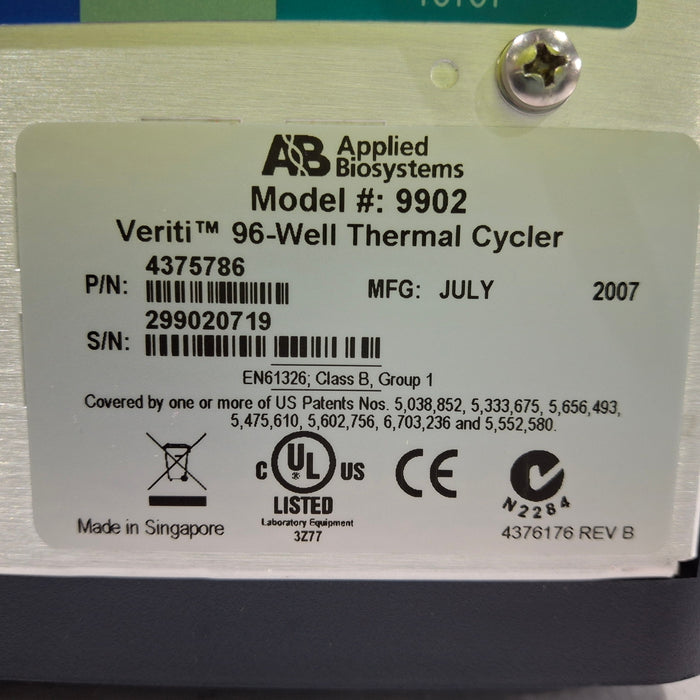 AB Applied
Biosystems
Model #: 9902
Veriti™ 96-Well Thermal Cycler
P/N: 4375786
MFG: JULY 2007
S/N: 299020719
EN61326; Class B, Group 1
Covered by one or more of US Patents Nos. 5,038,852, 5,333,675, 5,656,493,
5,475,610, 5,602,756, 6,703,236 and 5,552,580.
C UL US
LISTED
Laboratory Equipment
3Z77
CE
N2284
Made in Singapore
4376176 REV B